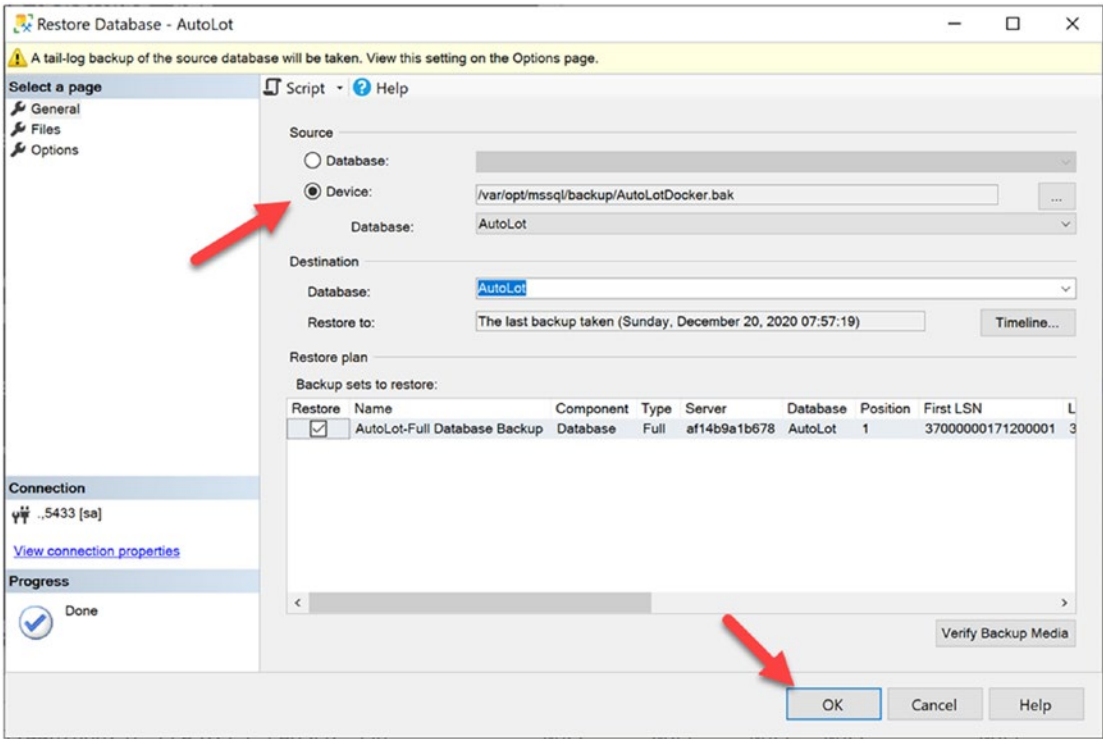 Restore Database - AutoLot
A tail-log backup of the source database will be taken. View this setting on the Options page.
Select a page
General
Files
Options
Script
Help
Source
Database:
Device:
/var/opt/mssql/backup/AutoLotDocker.bak
...
Database:
AutoLot
Destination
Database:
AutoLot
Restore to:
The last backup taken (Sunday, December 20, 2020 07:57:19)
Timeline...
Restore plan
Backup sets to restore:
Restore Name Component Type Server Database Position First LSN L
AutoLot-Full Database Backup Database Full af14b9a1b678 AutoLot 1 37000000171200001 3
Connection
.,5433 [sa]
View connection properties
Progress
Done
Verify Backup Media
OK
Cancel
Help